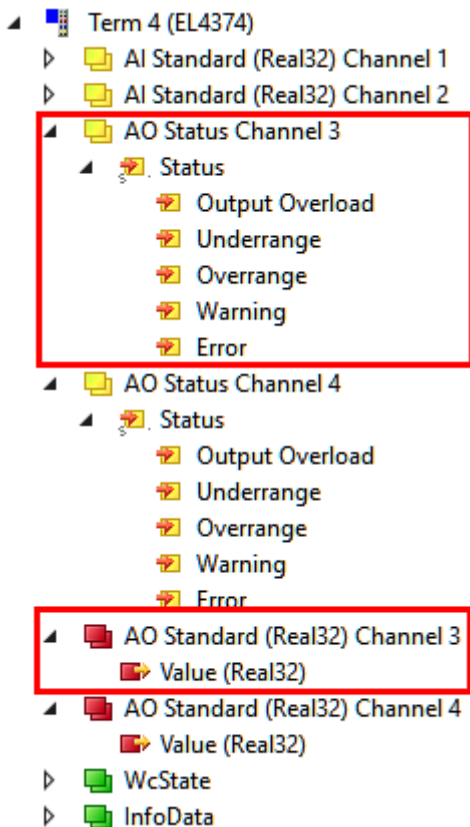 Term 4 (EL4374)
AI Standard (Real32) Channel 1
AI Standard (Real32) Channel 2
AO Status Channel 3
Status
Output Overload
Underrange
Overrange
Warning
Error
AO Status Channel 4
Status
Output Overload
Underrange
Overrange
Warning
Error
AO Standard (Real32) Channel 3
Value (Real32)
AO Standard (Real32) Channel 4
Value (Real32)
WcState
InfoData